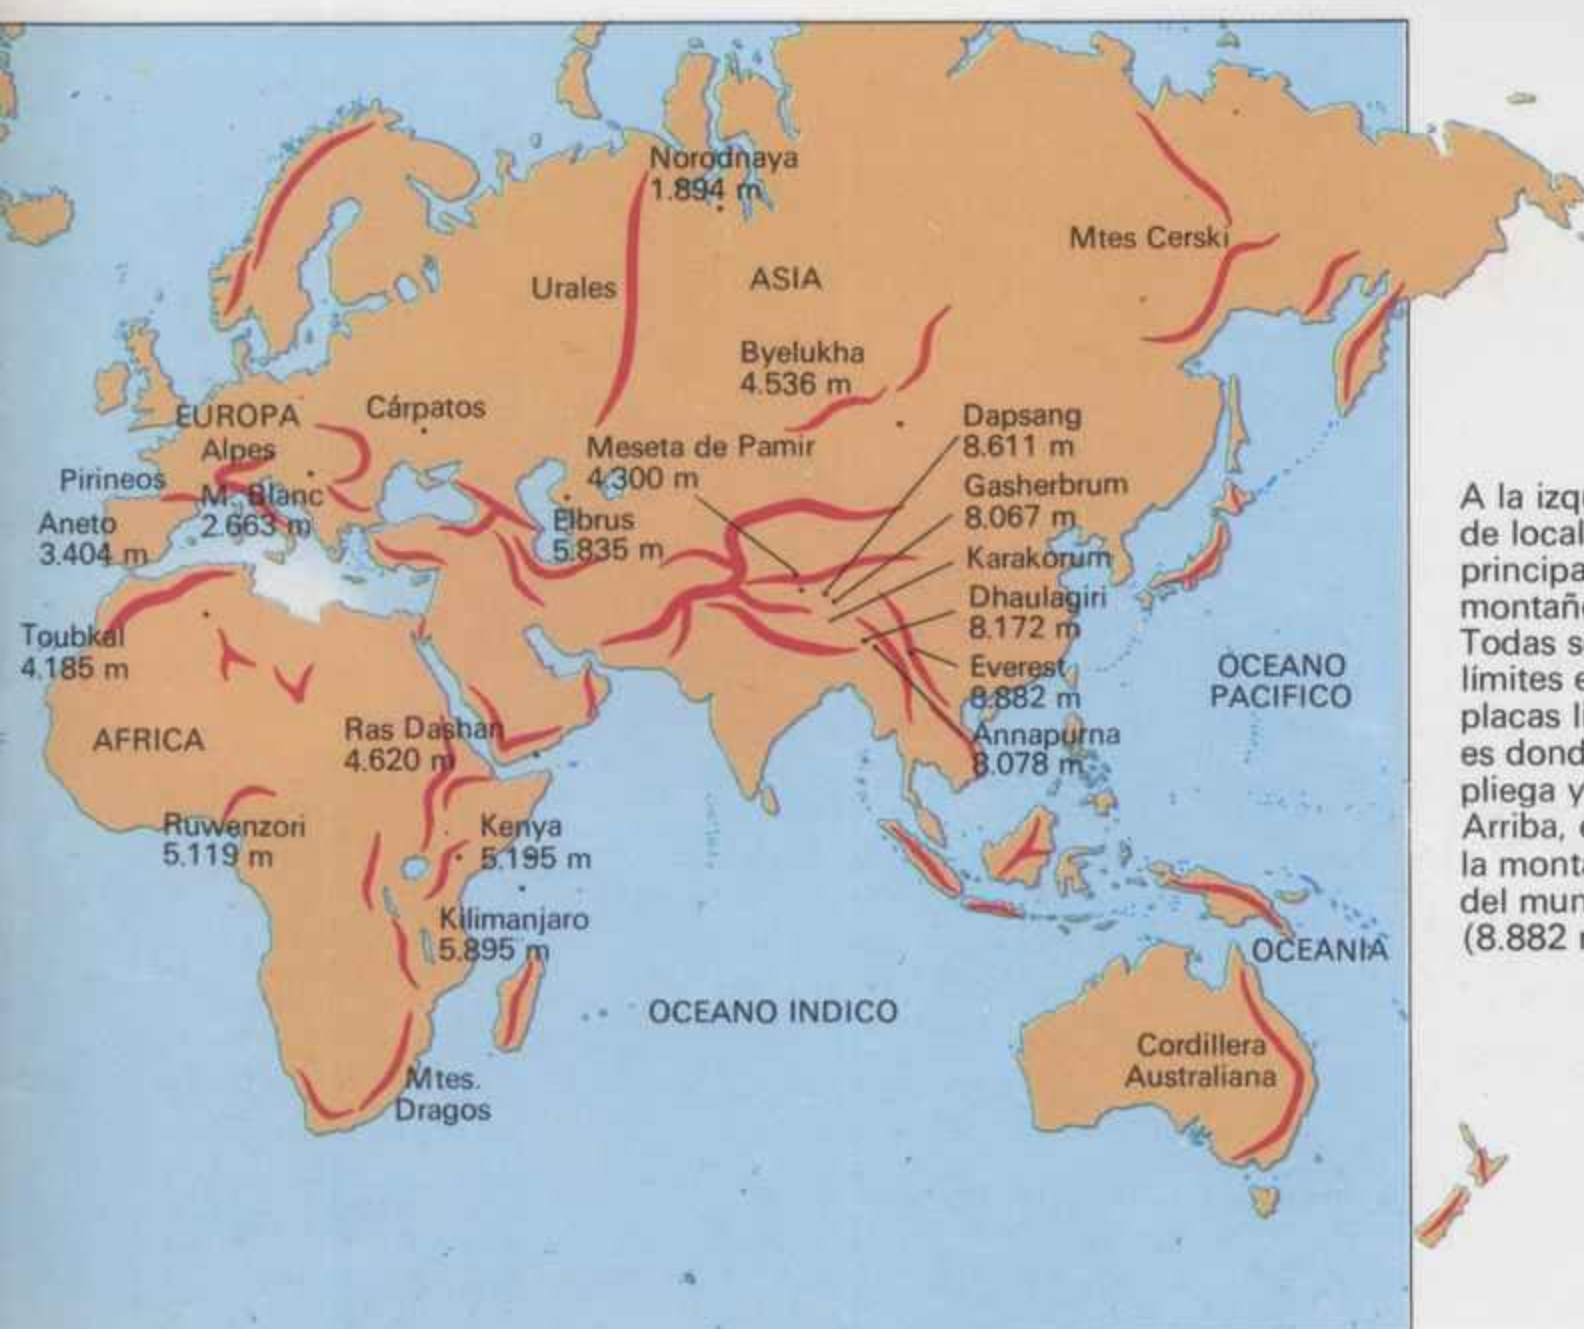 Norodnaya
1.894 m
Mtes Cerski
Urales
ASIA
Byelukha
4.536 m
EUROPA
Cárpatos
Alpes
Pirineos
M. Blanc
2.663 m
Aneto
3.404 m
Meseta de Pamir
4.300 m
Elbrus
5.835 m
Dapsang
8.611 m
Gasherbrum
8.067 m
Karakorum
Dhaulagiri
8.172 m
Everest
8.882 m
Annapurna
8.078 m
Toubkal
4.185 m
AFRICA
Ras Dashan
4.620 m
Ruwenzori
5.119 m
Kenya
5.195 m
Kilimanjaro
5.895 m
OCEANO
PACIFICO
OCEANIA
OCEANO INDICO
Cordillera
Australiana
Mtes.
Dragos
A la izq
de local
principa
montañ
Todas s
límites e
placas l
es dond
pliega y
Arriba,
la monta
del mun
(8.882